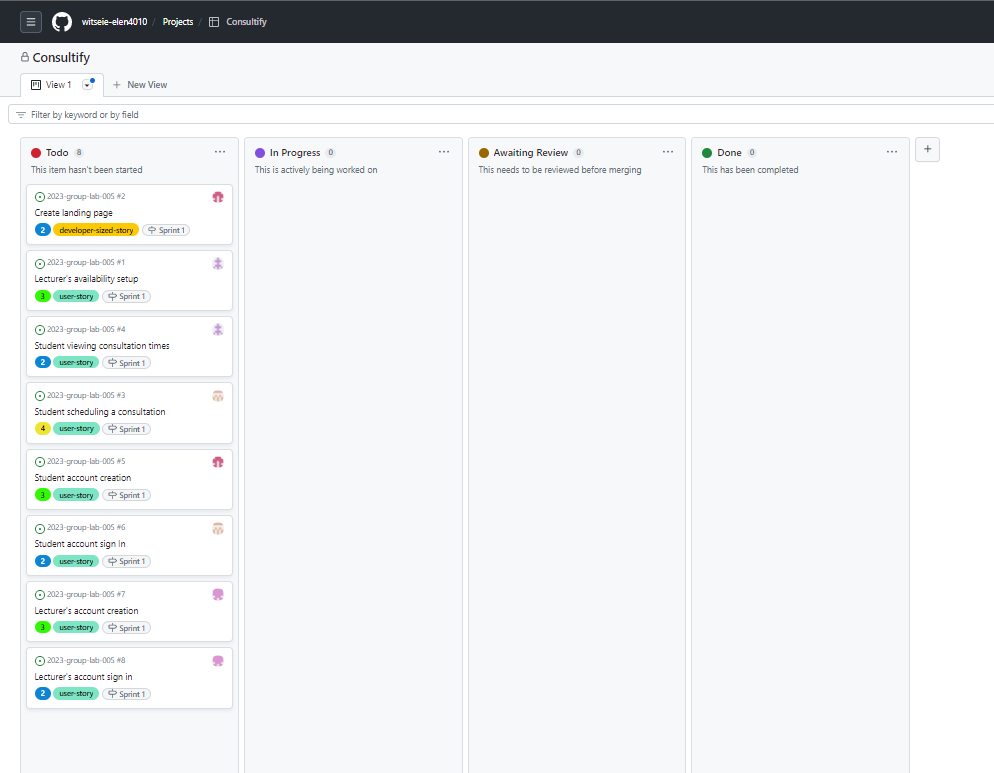 witseie-elen4010 / Projects / Consultify
Consultify
View 1 + New View
Filter by keyword or by field
Todo 8
This item hasn't been started
2023-group-lab-005 #2
Create landing page
2 developer-sized-story Sprint 1
2023-group-lab-005 #1
Lecturer's availability setup
3 user-story Sprint 1
2023-group-lab-005 #4
Student viewing consultation times
2 user-story Sprint 1
2023-group-lab-005 #3
Student scheduling a consultation
4 user-story Sprint 1
2023-group-lab-005 #5
Student account creation
3 user-story Sprint 1
2023-group-lab-005 #6
Student account sign In
2 user-story Sprint 1
2023-group-lab-005 #7
Lecturer's account creation
3 user-story Sprint 1
2023-group-lab-005 #8
Lecturer's account sign in
2 user-story Sprint 1
In Progress 0
This is actively being worked on
Awaiting Review 0
This needs to be reviewed before merging
Done 0
This has been completed
+